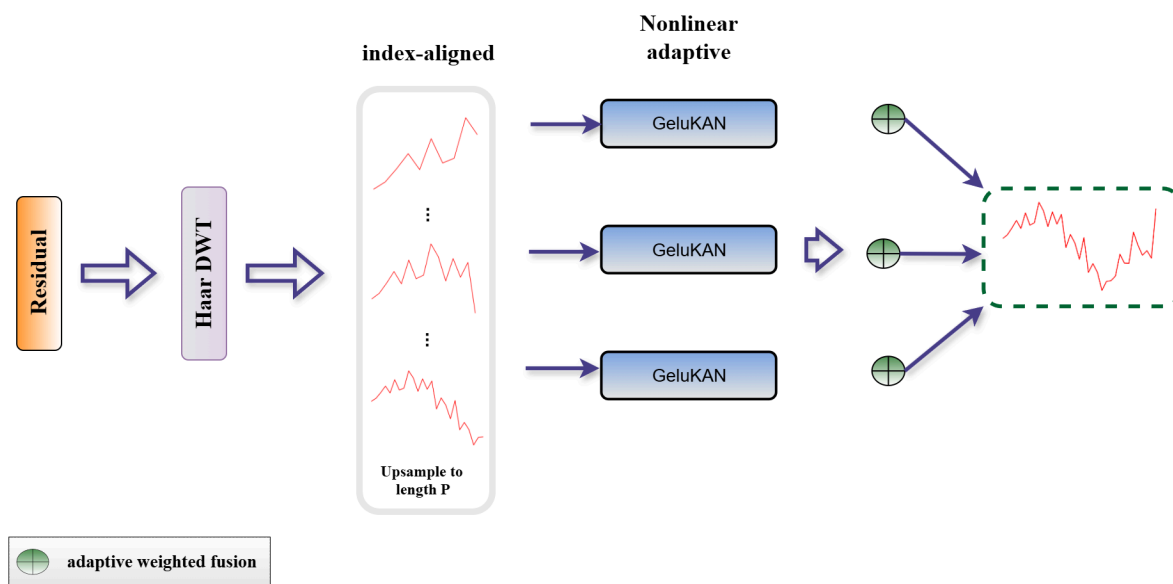 Nonlinear
adaptive
index-aligned
Residual
Haar DWT
...
...
GeluKAN
GeluKAN
GeluKAN
Upsample to
length P
adaptive weighted fusion